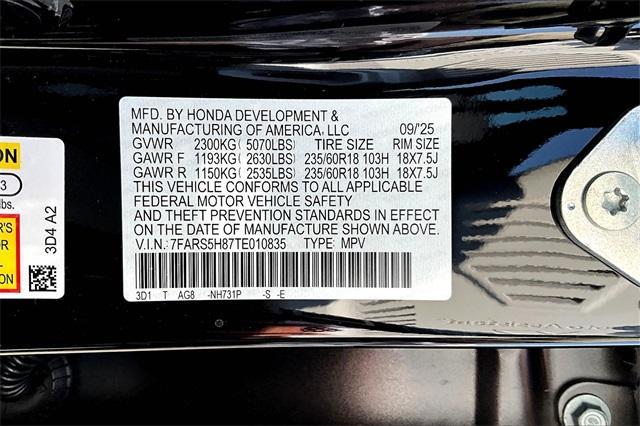 MFD. BY HONDA DEVELOPMENT &
MANUFACTURING OF AMERICA, LLC 09/'25
GVWR 2300KG( 5070LBS) TIRE SIZE RIM SIZE
GAWR F 1193KG( 2630LBS) 235/60R18 103H 18X7.5J
GAWR R 1150KG( 2535LBS) 235/60R18 103H 18X7.5J
THIS VEHICLE CONFORMS TO ALL APPLICABLE
FEDERAL MOTOR VEHICLE SAFETY
AND THEFT PREVENTION STANDARDS IN EFFECT
ON THE DATE OF MANUFACTURE SHOWN ABOVE.
V.I.N.: 7FARS5H87TE010835 TYPE: MPV
3D1 T AG8 -NH731P -S -E
ON
3
lbs.
R'S
3D4 A2